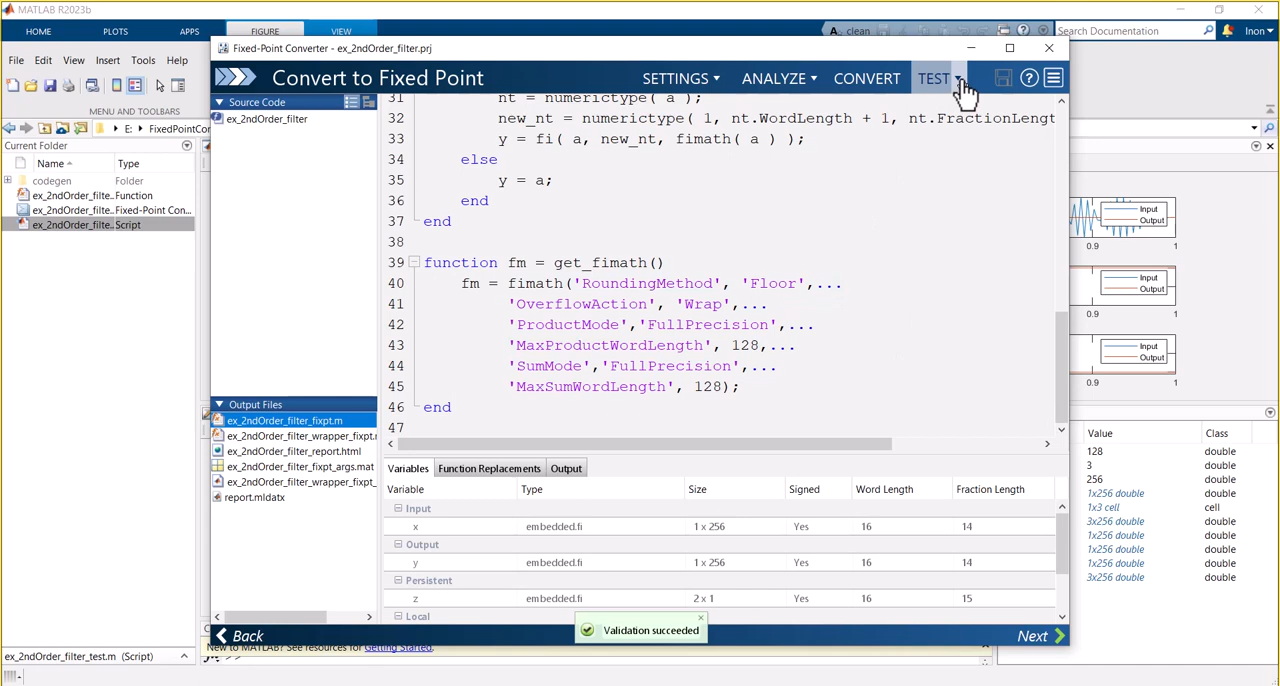 MATLAB R2023b
HOME
PLOTS
APPS
FIGURE
VIEW
clean
Search Documentation
Inon
File Edit View Insert Tools Help
MENU AND TOOLBARS
E: FixedPointCor
Current Folder
Name
Type
codegen Folder
ex_2ndOrder_filte.. Function
ex_2ndOrder_filte.. Fixed-Point Con...
ex_2ndOrder_filte.. Script
ex_2ndOrder_filter_test.m (Script)
Fixed-Point Converter - ex_2ndOrder_filter.prj
Convert to Fixed Point
SETTINGS
ANALYZE
CONVERT
TEST
Source Code
ex_2ndOrder_filter
Output Files
ex_2ndOrder_filter_fixpt.m
ex_2ndOrder_filter_wrapper_fixpt.r
ex_2ndOrder_filter_report.html
ex_2ndOrder_filter_fixpt_args.mat
ex_2ndOrder_filter_wrapper_fixpt_
report.mldatx
31 nt = numerictype( a );
32 new_nt = numerictype( 1, nt.WordLength + 1, nt.FractionLengt
33 y = fi( a, new_nt, fimath( a ) );
34 else
35 y = a;
36 end
37 end
38
39 function fm = get_fimath()
40 fm = fimath('RoundingMethod', 'Floor',...
41 'OverflowAction', 'Wrap',...
42 'ProductMode','FullPrecision',...
43 'MaxProductWordLength', 128,...
44 'SumMode','FullPrecision',...
45 'MaxSumWordLength', 128);
46 end
47
Variables
Function Replacements
Output
Variable Type Size Signed Word Length Fraction Length
Input
x embedded.fi 1 x 256 Yes 16 14
Output
y embedded.fi 1 x 256 Yes 16 14
Persistent
z embedded.fi 2 x 1 Yes 16 15
Local
Validation succeeded
Back
Next
New to MATLAB? See resources for Getting Started.
Input
Output
0.9 1
Input
Output
0.9 1
Input
Output
0.9 1
Value Class
128 double
3 double
256 double
1x256 double double
1x3 cell cell
3x256 double double
1x256 double double
1x256 double double
1x256 double double
3x256 double double